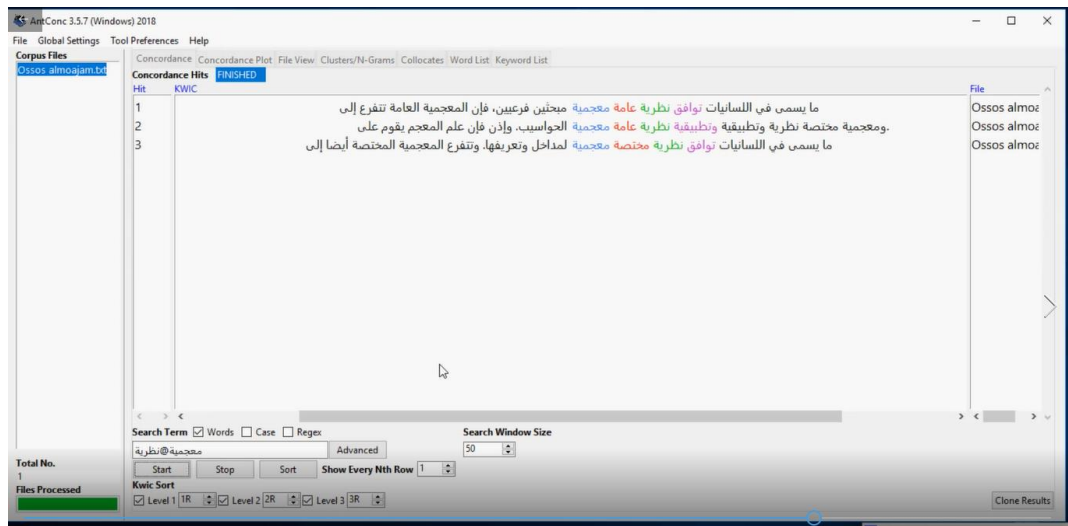 AntConc 3.5.7 (Windows) 2018
File Global Settings Tool Preferences Help
Corpus Files
Ossos almoajam.txt
Concordance Concordance Plot File View Clusters/N-Grams Collocates Word List Keyword List
Concordance Hits FINISHED
Hit KWIC File
1 ما يسمى في اللسانيات توافق نظرية عامة معجمية مبحثين فرعيين، فإن المعجمية العامة تتفرع إلى Ossos almoa
2 ومعجمية مختصة نظرية وتطبيقية وتطبيقية نظرية عامة معجمية الحواسيب. وإذن فإن علم المعجم يقوم على. Ossos almoa
3 ما يسمى في اللسانيات توافق نظرية مختصة معجمية لمداخل وتعريفها. وتتفرع المعجمية المختصة أيضا إلى Ossos almoa
Search Term Words Case Regex Search Window Size
معجمية@نظرية Advanced 50
Total No.
1
Start Stop Sort Show Every Nth Row 1
Files Processed
Kwic Sort
Level 1 1R Level 2 2R Level 3 3R Clone Results